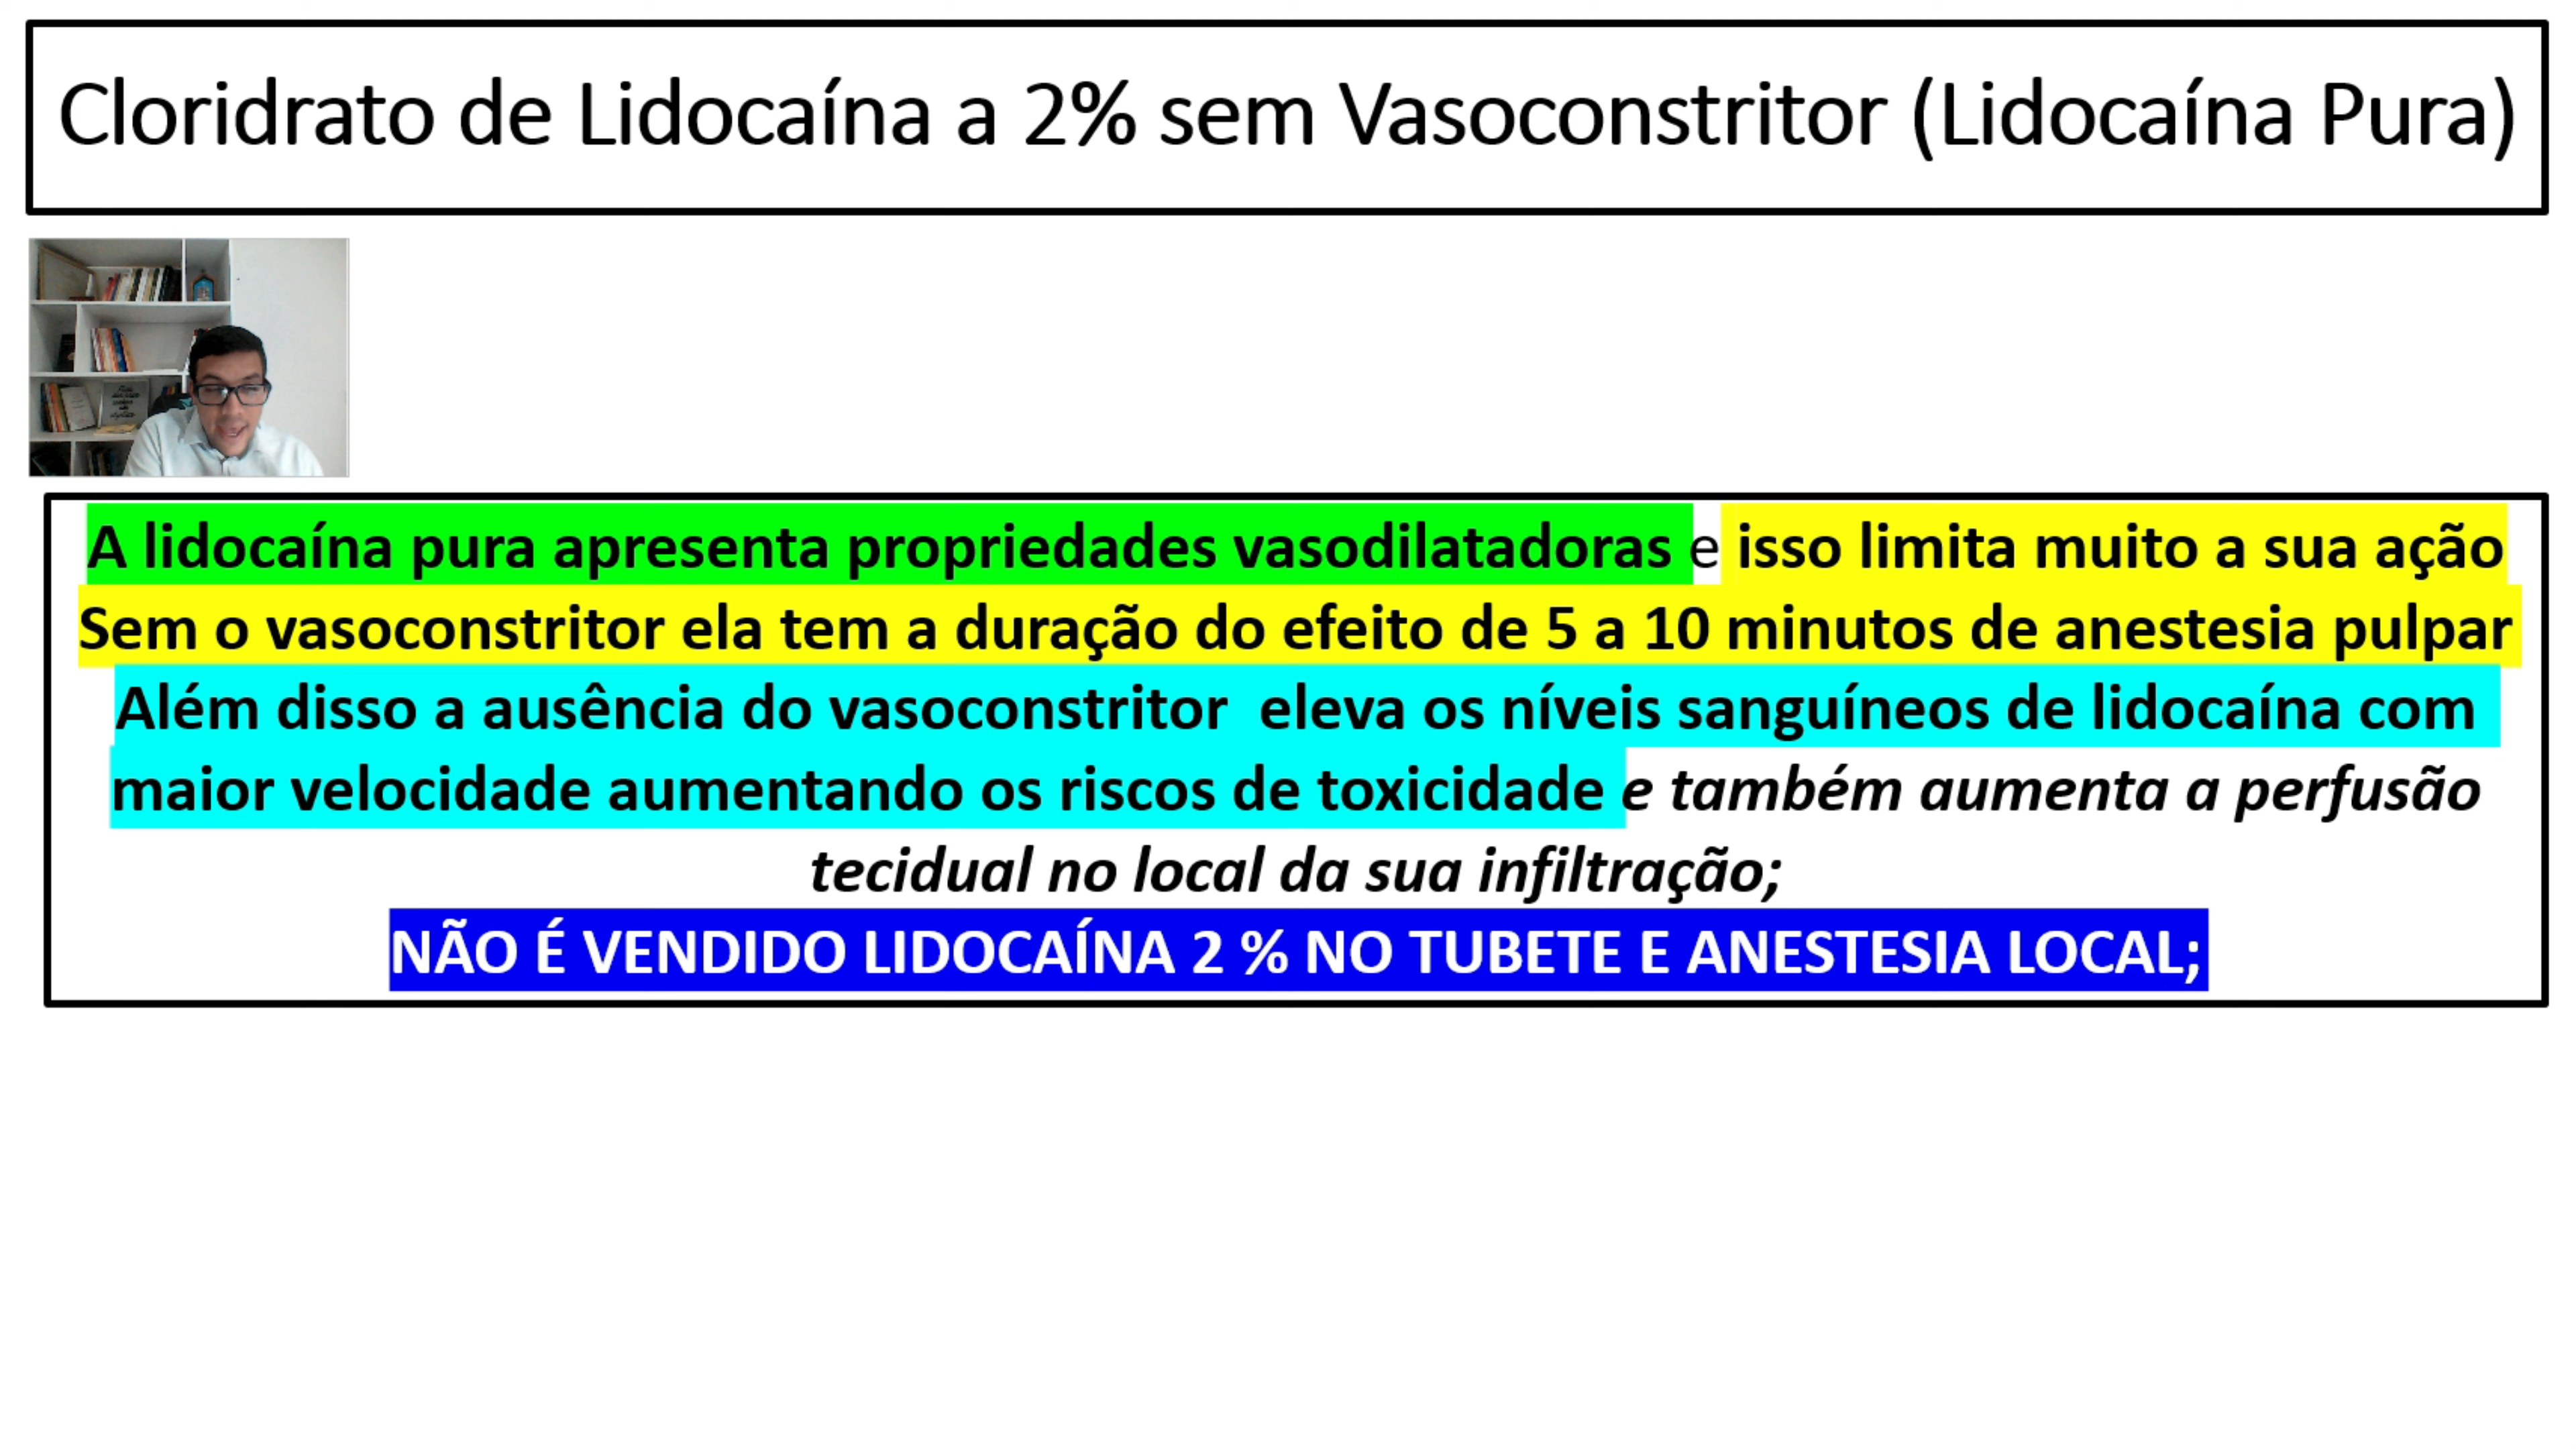 Cloridrato de Lidocaína a 2% sem Vasoconstritor (Lidocaína Pura)
A lidocaína pura apresenta propriedades vasodilatadoras e isso limita muito a sua ação
Sem o vasoconstritor ela tem a duração do efeito de 5 a 10 minutos de anestesia pulpar
Além disso a ausência do vasoconstritor eleva os níveis sanguíneos de lidocaína com
maior velocidade aumentando os riscos de toxicidade e também aumenta a perfusão
tecidual no local da sua infiltração;
NÃO É VENDIDO LIDOCAÍNA 2 % NO TUBETE E ANESTESIA LOCAL;